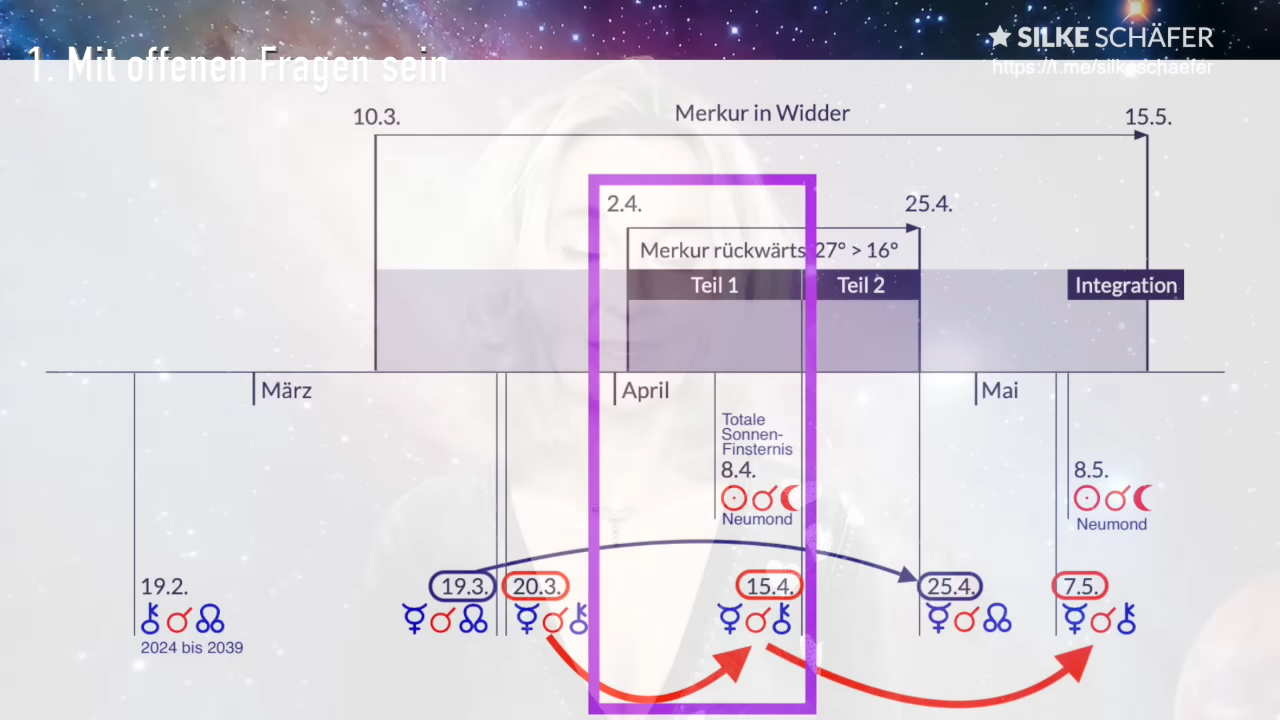 1. Mit offenen Fragen sein
SILKE SCHÄFER
https://t.me/silkeschaefer
10.3.
Merkur in Widder
15.5.
2.4.
25.4.
Merkur rückwärts 27° > 16°
Teil 1
Teil 2
Integration
März
April
Mai
Totale
Sonnen-
Finsternis
8.4.
Neumond
8.5.
Neumond
19.2.
2024 bis 2039
19.3.
20.3.
15.4.
25.4.
7.5.